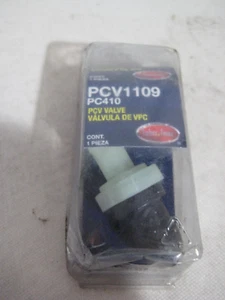 PCV1109
PC410
PCV VALVE
VÁLVULA DE VPC
CONT.
1 PIEZA